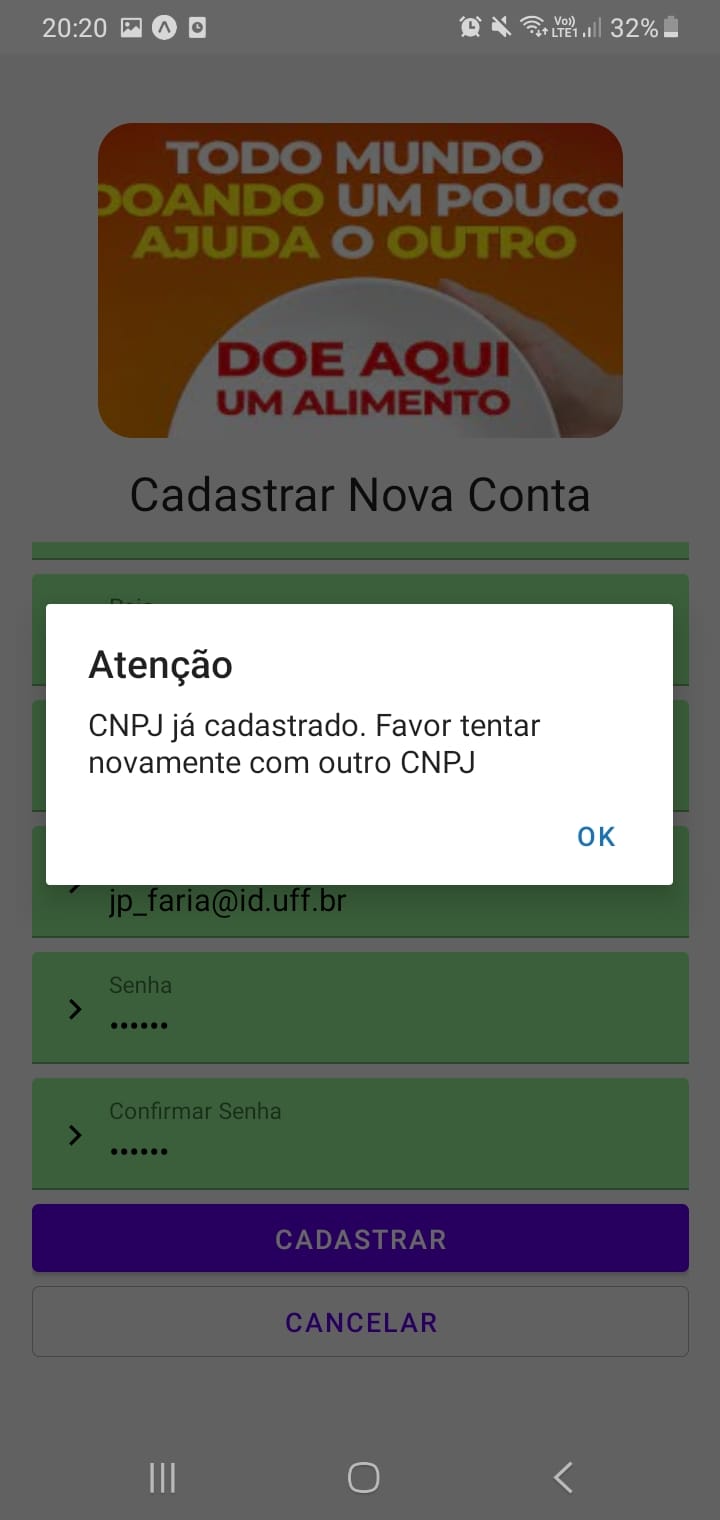 20:20
Vo))
LTE1
32%
TODO MUNDO
DOANDO UM POUCO
AJUDA O OUTRO
DOE AQUI
UM ALIMENTO
Cadastrar Nova Conta
Atenção
CNPJ já cadastrado. Favor tentar
novamente com outro CNPJ
OK
jp_faria@id.uff.br
Senha
••••••
Confirmar Senha
••••••
CADASTRAR
CANCELAR